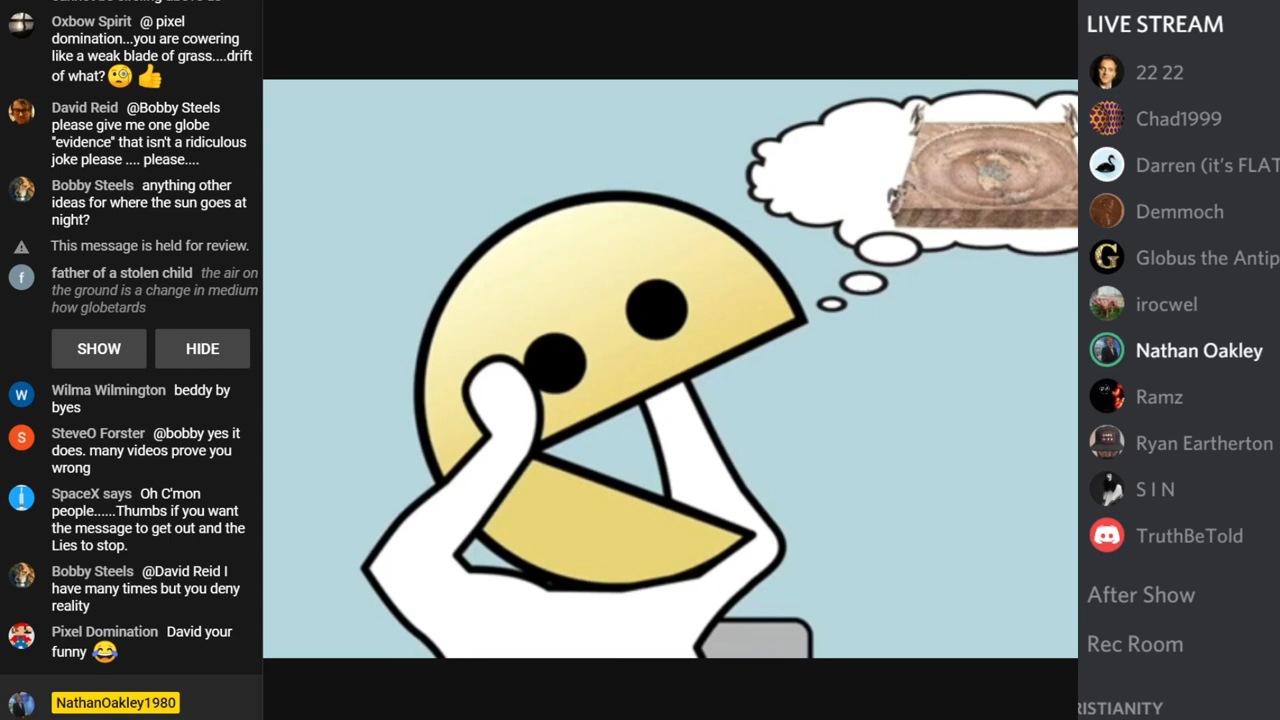 Oxbow Spirit @ pixel
domination...you are cowering
like a weak blade of grass....drift
of what?🧐👍
David Reid @Bobby Steels
please give me one globe
"evidence" that isn't a ridiculous
joke please .... please....
Bobby Steels anything other
ideas for where the sun goes at
night?
This message is held for review.
f
father of a stolen child the air on
the ground is a change in medium
how globetards
SHOW HIDE
W
Wilma Wilmington beddy by
byes
S
SteveO Forster @bobby yes it
does. many videos prove you
wrong
SpaceX says Oh C'mon
people......Thumbs if you want
the message to get out and the
Lies to stop.
Bobby Steels @David Reid I
have many times but you deny
reality
Pixel Domination David your
funny 😂
NathanOakley1980
LIVE STREAM
22 22
Chad1999
Darren (it's FLAT
Demmoch
G
Globus the Antip
irocwel
Nathan Oakley
Ramz
Ryan Eartherton
S I N
TruthBeTold
After Show
Rec Room
RISTIANITY